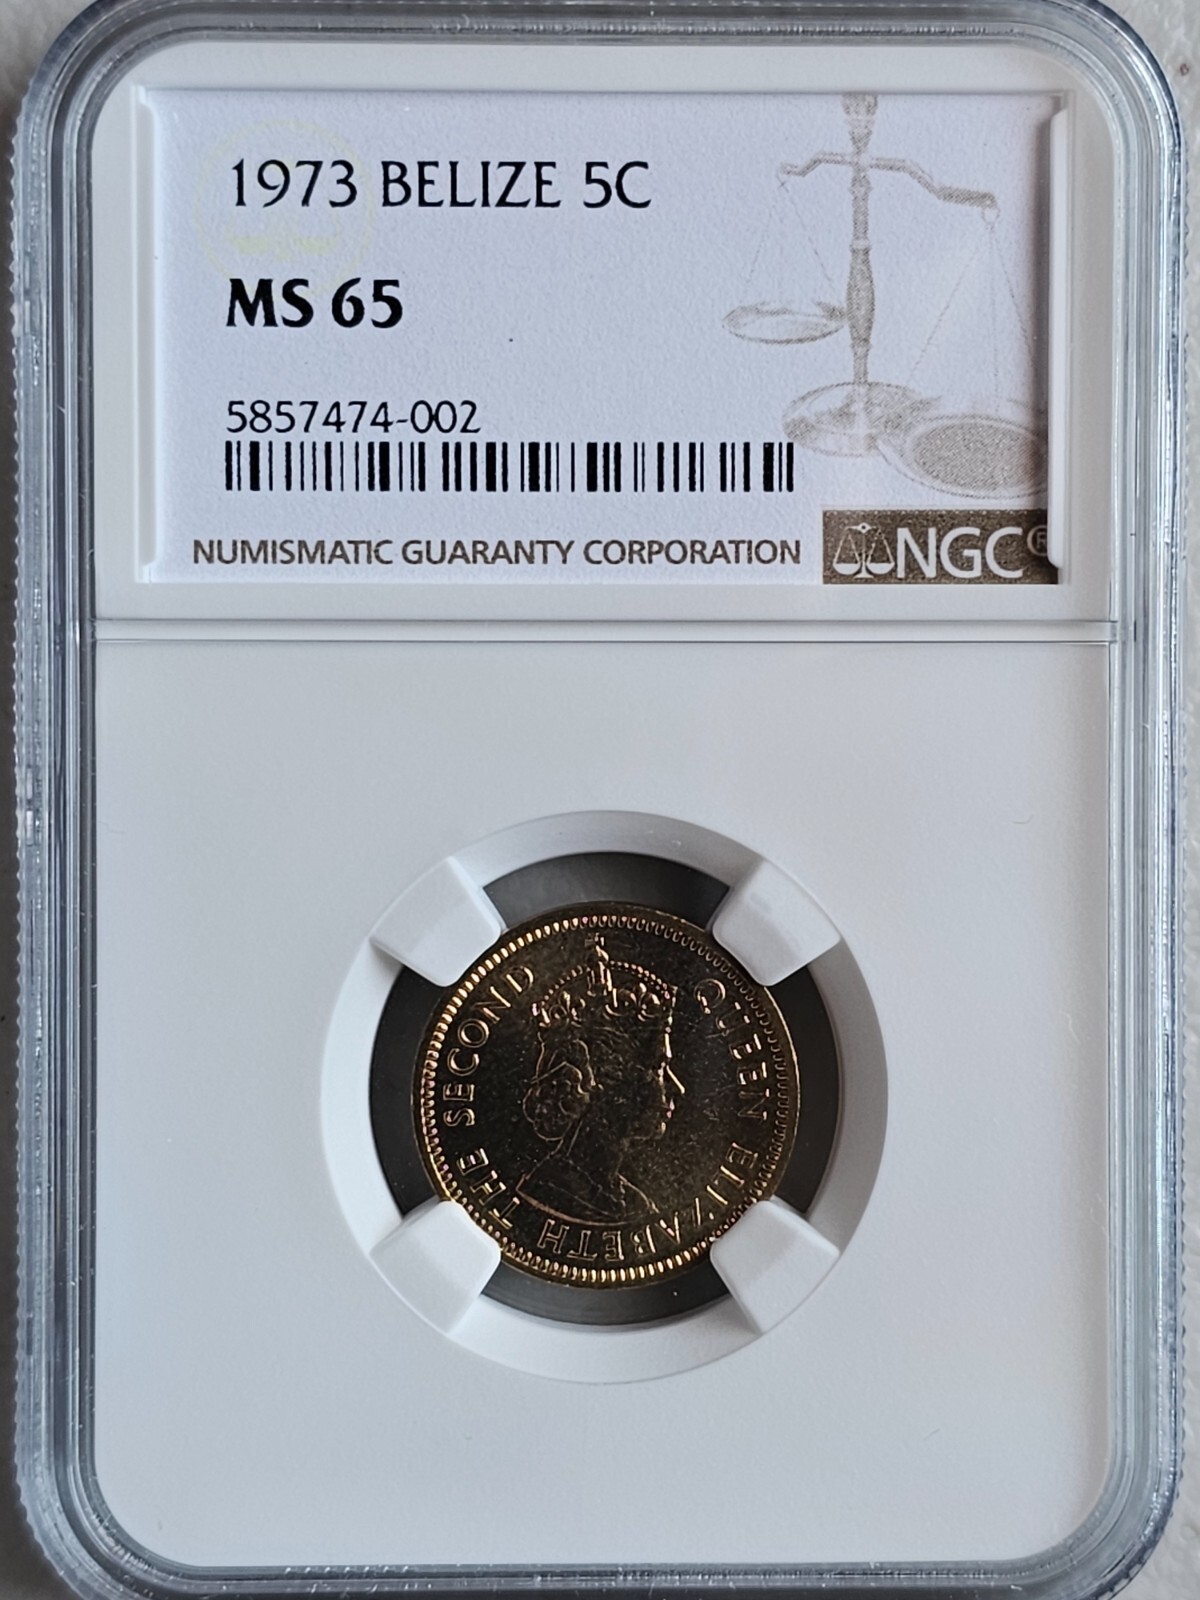 1973 BELIZE 5C
MS 65
5857474-002
NUMISMATIC GUARANTY CORPORATION
NGC®
QUEEN ELIZABETH THE SECOND